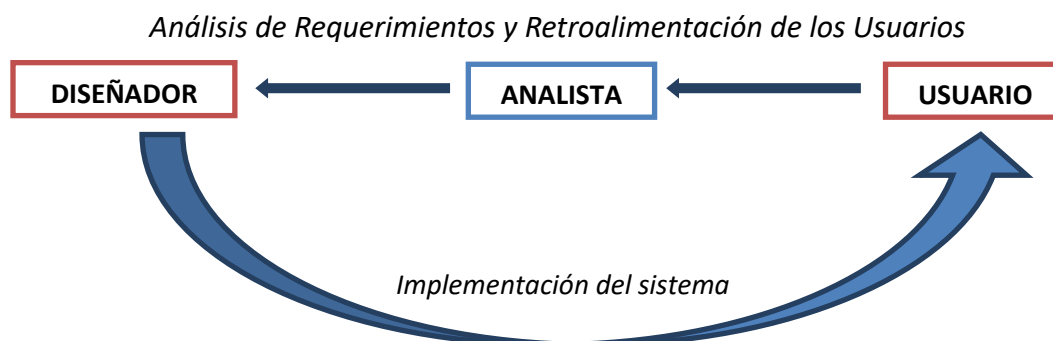 Análisis de Requerimientos y Retroalimentación de los Usuarios
DISEÑADOR
ANALISTA
USUARIO
Implementación del sistema